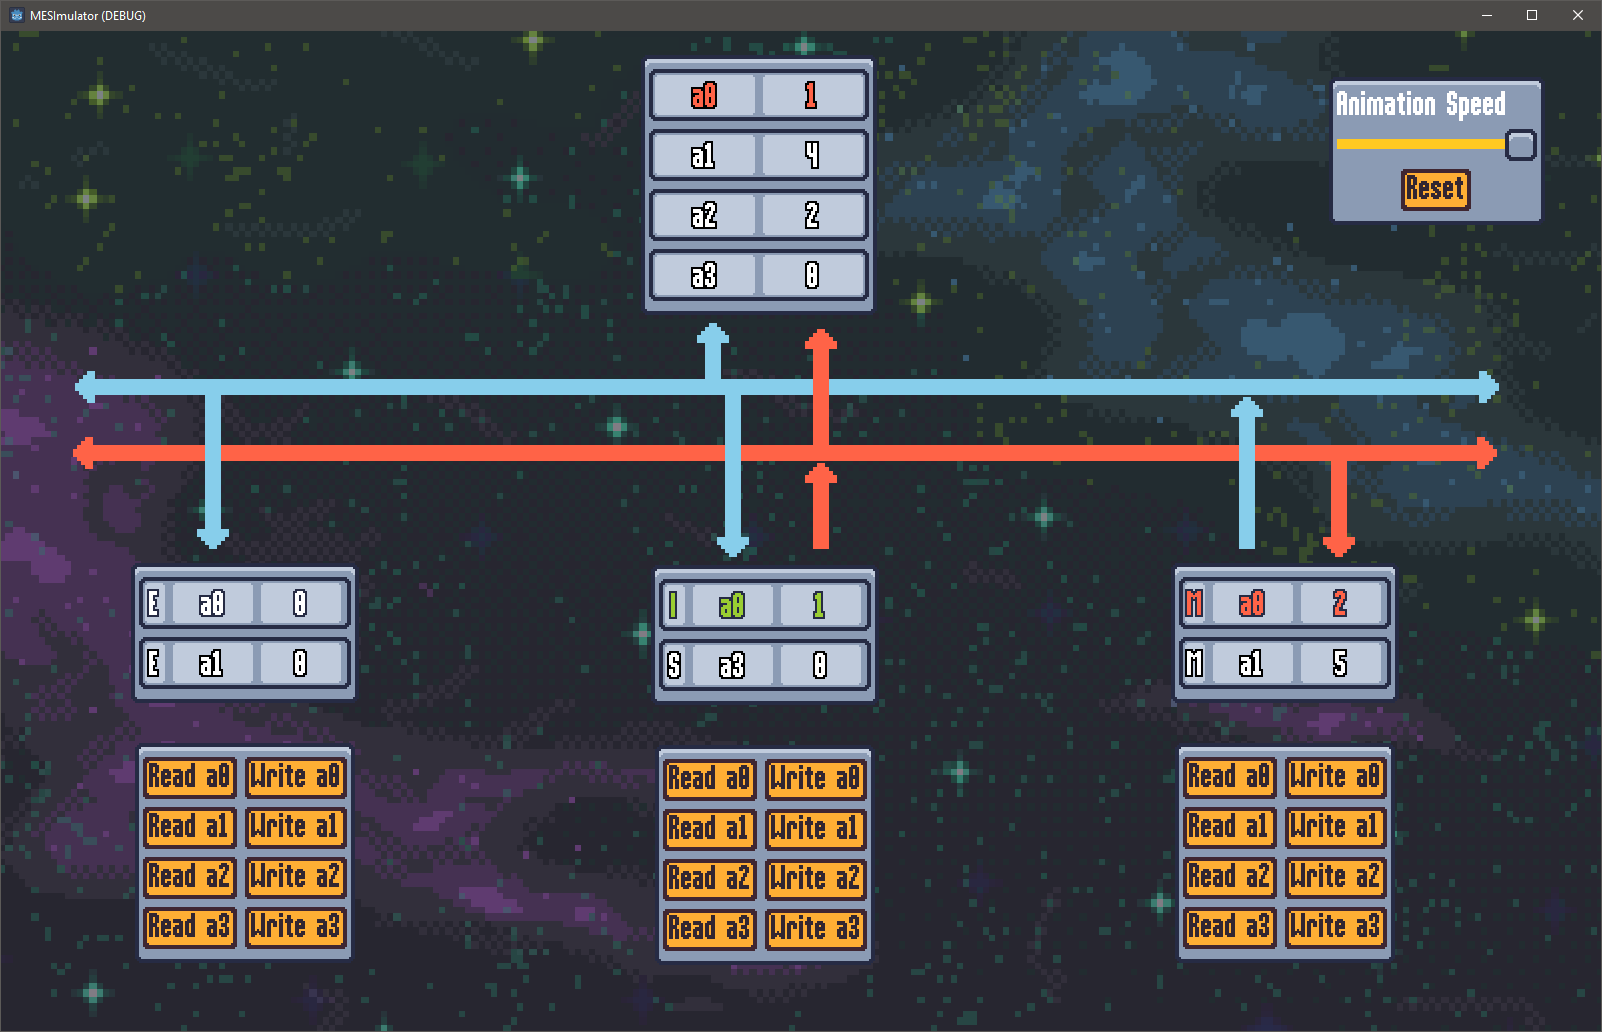 MESImulator (DEBUG)
a0 1
a1 4
a2 2
a3 0
Animation Speed
Reset
E a0 0
E a1 0
I a0 1
S a3 0
M a0 2
M a1 5
Read a0 Write a0
Read a1 Write a1
Read a2 Write a2
Read a3 Write a3
Read a0 Write a0
Read a1 Write a1
Read a2 Write a2
Read a3 Write a3
Read a0 Write a0
Read a1 Write a1
Read a2 Write a2
Read a3 Write a3